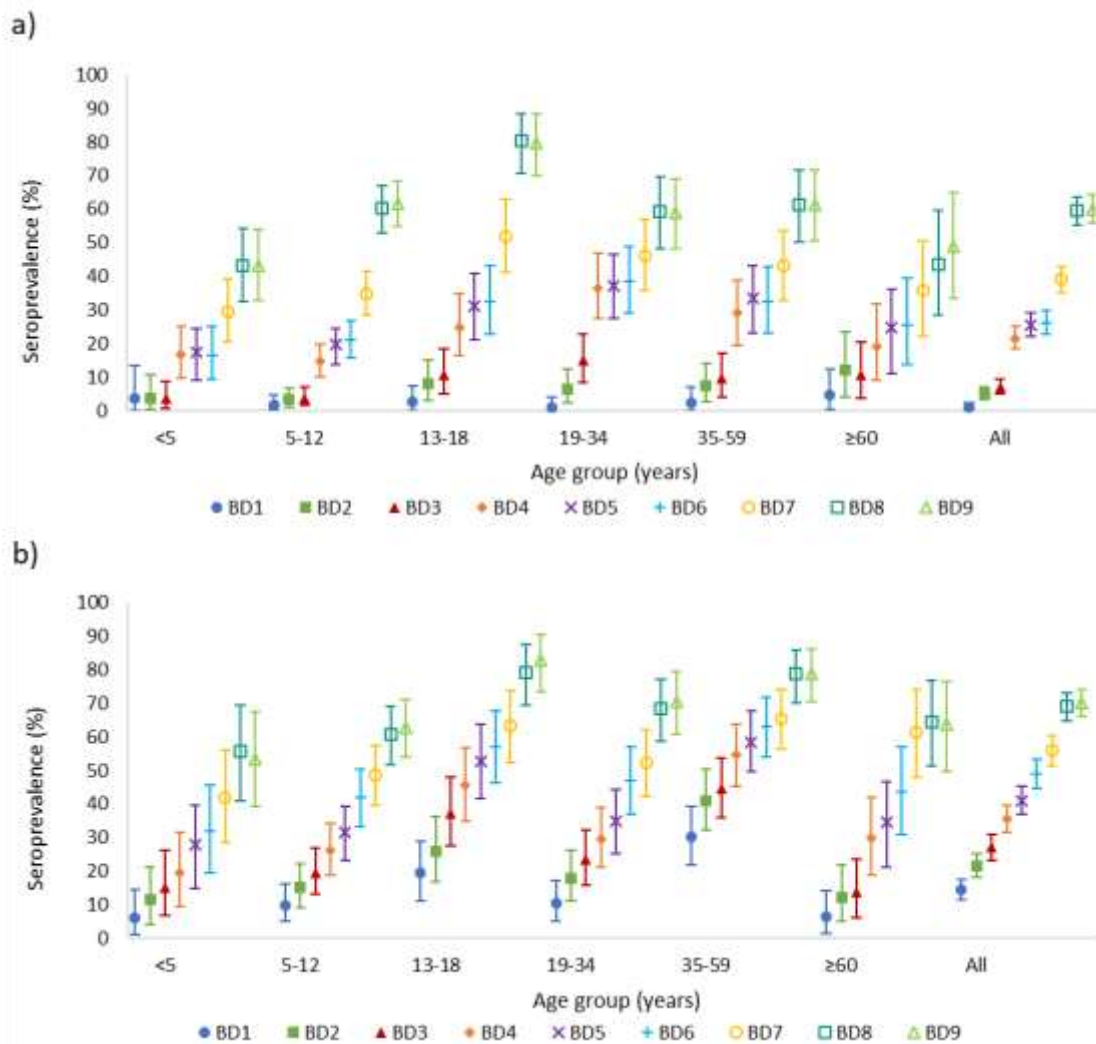 a)
100
90
80
70
60
50
40
30
20
10
0
Seroprevalence (%)
<5 5-12 13-18 19-34 35-59 ≥60 All
Age group (years)
BD1 BD2 BD3 BD4 BD5 BD6 BD7 BD8 BD9
b)
100
90
80
70
60
50
40
30
20
10
0
Seroprevalence (%)
<5 5-12 13-18 19-34 35-59 ≥60 All
Age group (years)
BD1 BD2 BD3 BD4 BD5 BD6 BD7 BD8 BD9